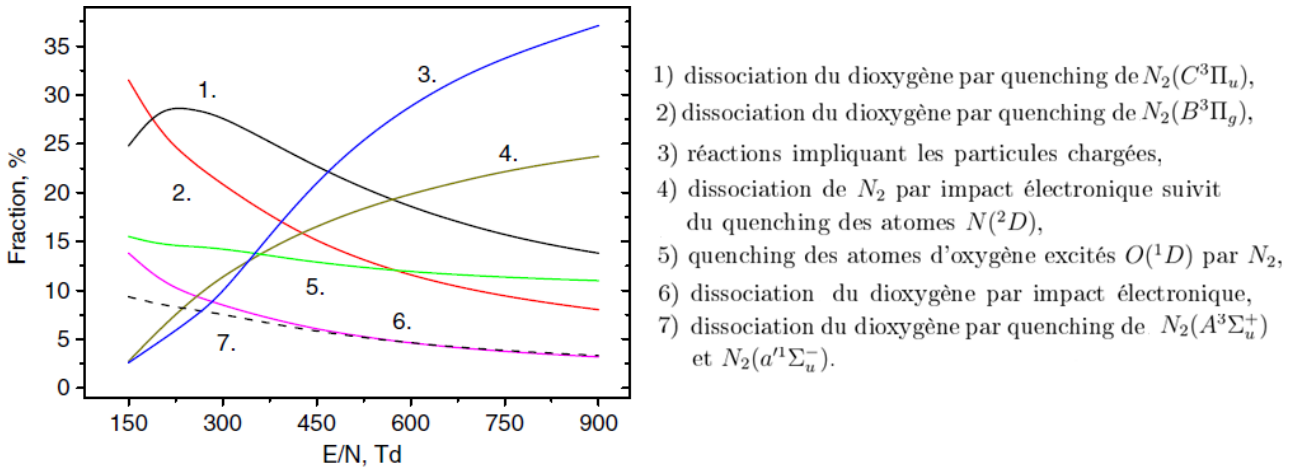 Fraction, %
35
30
25
20
15
10
5
0
1.
2.
3.
4.
5.
6.
7.
150
300
450
600
750
900
E/N, Td
1) dissociation du dioxygène par quenching de N₂(C³Πᵤ),
2) dissociation du dioxygène par quenching de N₂(B³Π_g),
3) réactions impliquant les particules chargées,
4) dissociation de N₂ par impact électronique suivit
du quenching des atomes N(²D),
5) quenching des atomes d'oxygène excités O(¹D) par N₂,
6) dissociation du dioxygène par impact électronique,
7) dissociation du dioxygène par quenching de N₂(A³Σᵤ⁺)
et N₂(a′¹Σᵤ⁻).